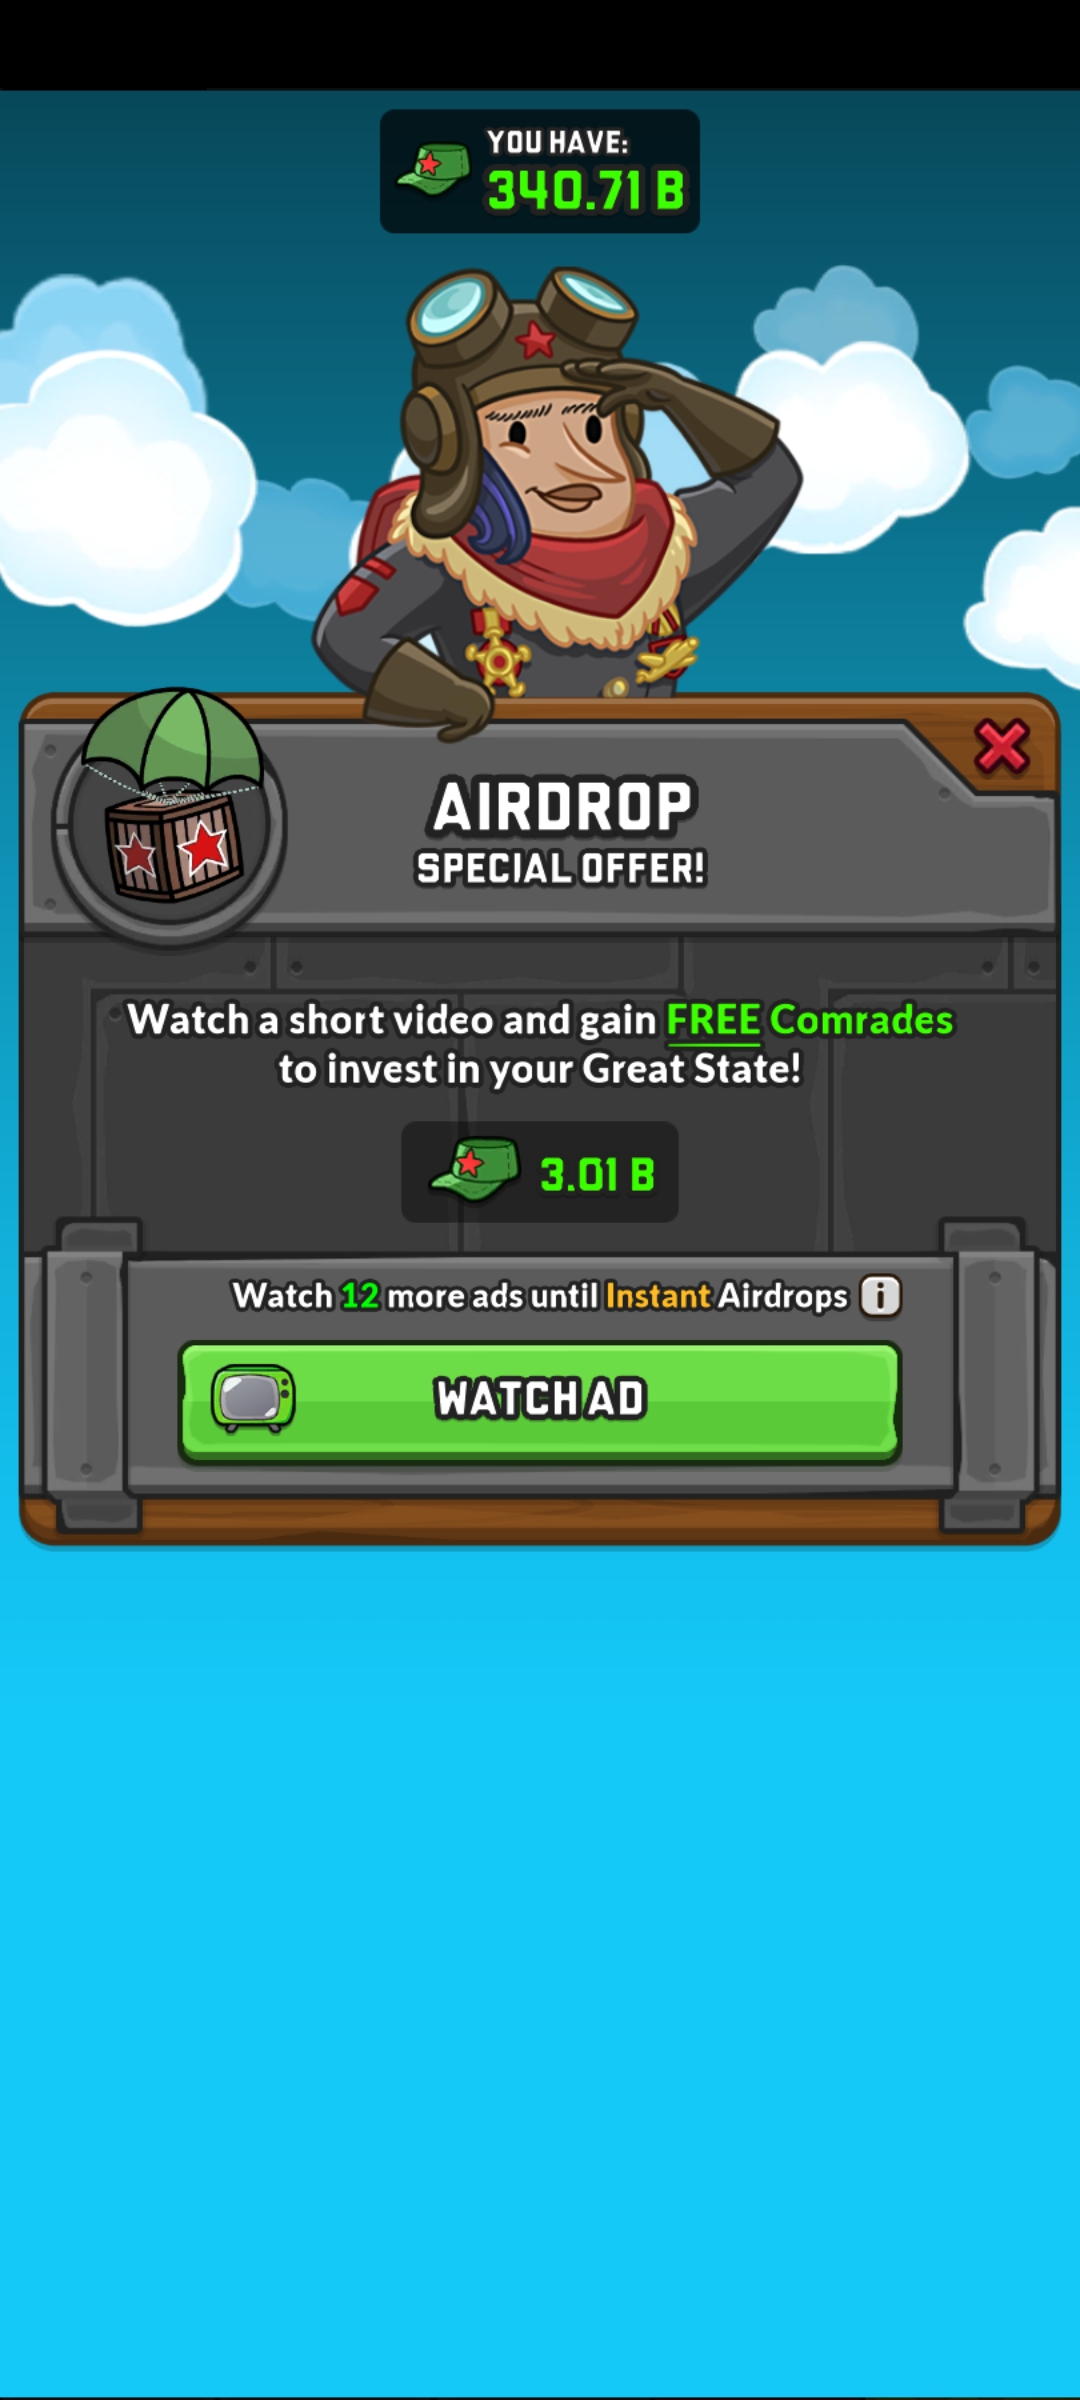 YOU HAVE:
340.71 B
AIRDROP
SPECIAL OFFER!
Watch a short video and gain FREE Comrades
to invest in your Great State!
3.01 B
Watch 12 more ads until Instant Airdrops i
WATCH AD